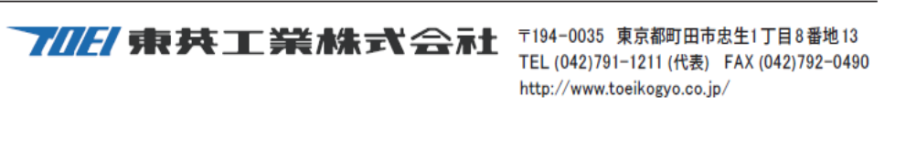 TOEI 東英工業株式会社
〒194-0035 東京都町田市忠生1丁目8番地13
TEL (042)791-1211 (代表) FAX (042)792-0490
http://www.toeikogyo.co.jp/